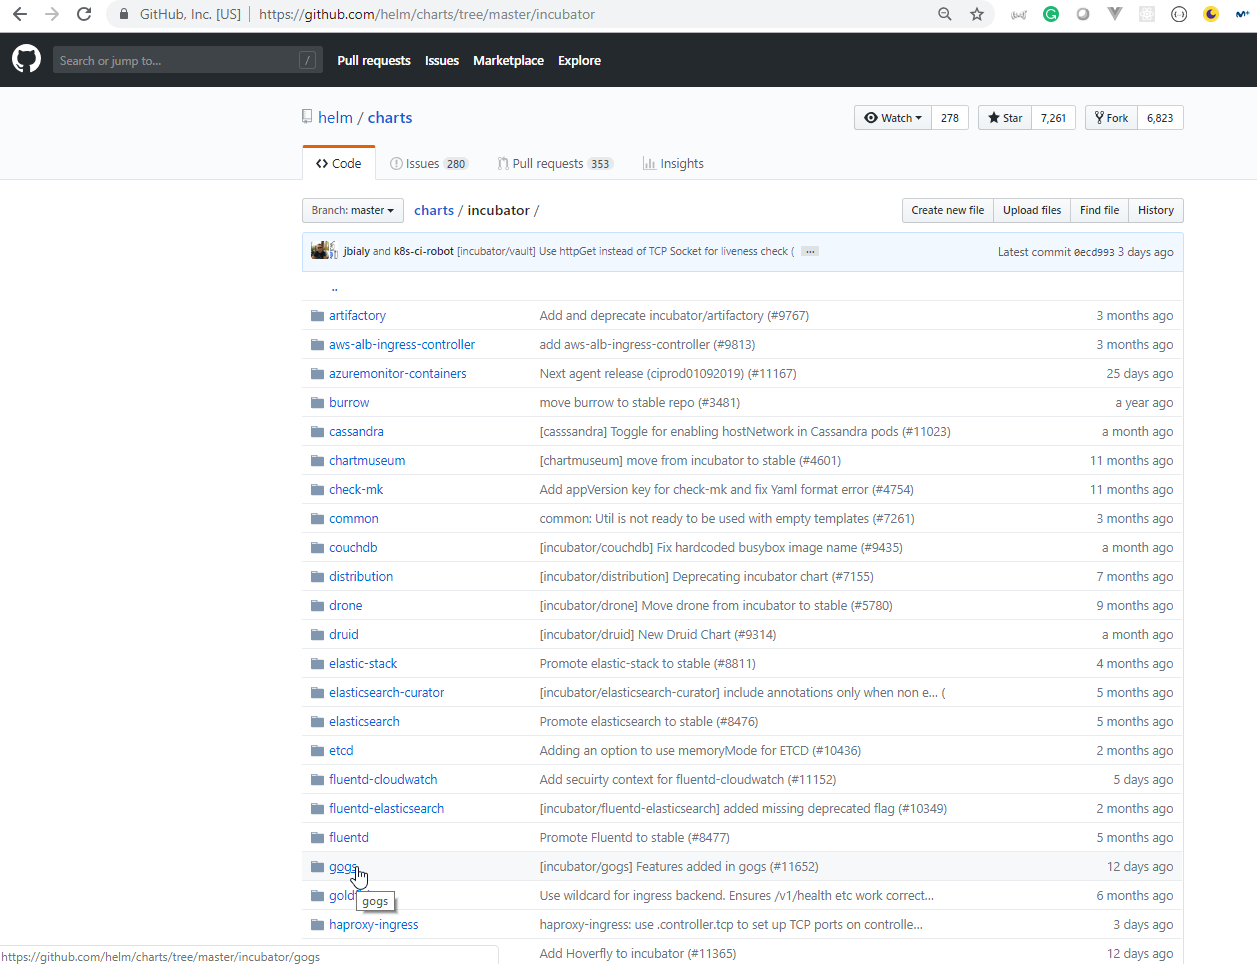 GitHub, Inc. [US] | https://github.com/helm/charts/tree/master/incubator
Search or jump to... / Pull requests Issues Marketplace Explore
helm / charts Watch 278 Star 7,261 Fork 6,823
Code Issues 280 Pull requests 353 Insights
Branch: master charts / incubator / Create new file Upload files Find file History
jbialy and k8s-ci-robot [incubator/vault] Use httpGet instead of TCP Socket for liveness check ( ... Latest commit 0ecd993 3 days ago
..
artifactory Add and deprecate incubator/artifactory (#9767) 3 months ago
aws-alb-ingress-controller add aws-alb-ingress-controller (#9813) 3 months ago
azuremonitor-containers Next agent release (ciprod01092019) (#11167) 25 days ago
burrow move burrow to stable repo (#3481) a year ago
cassandra [casssandra] Toggle for enabling hostNetwork in Cassandra pods (#11023) a month ago
chartmuseum [chartmuseum] move from incubator to stable (#4601) 11 months ago
check-mk Add appVersion key for check-mk and fix Yaml format error (#4754) 11 months ago
common common: Util is not ready to be used with empty templates (#7261) 3 months ago
couchdb [incubator/couchdb] Fix hardcoded busybox image name (#9435) a month ago
distribution [incubator/distribution] Deprecating incubator chart (#7155) 7 months ago
drone [incubator/drone] Move drone from incubator to stable (#5780) 9 months ago
druid [incubator/druid] New Druid Chart (#9314) a month ago
elastic-stack Promote elastic-stack to stable (#8811) 4 months ago
elasticsearch-curator [incubator/elasticsearch-curator] include annotations only when non e... ( 5 months ago
elasticsearch Promote elasticsearch to stable (#8476) 5 months ago
etcd Adding an option to use memoryMode for ETCD (#10436) 2 months ago
fluentd-cloudwatch Add secuirty context for fluentd-cloudwatch (#11152) 5 days ago
fluentd-elasticsearch [incubator/fluentd-elasticsearch] added missing deprecated flag (#10349) 2 months ago
fluentd Promote Fluentd to stable (#8477) 5 months ago
gogs [incubator/gogs] Features added in gogs (#11652) 12 days ago
Use wildcard for ingress backend. Ensures /v1/health etc work correct... 6 months ago
gogs
haproxy-ingress haproxy-ingress: use .controller.tcp to set up TCP ports on controlle... 3 days ago
Add Hoverfly to incubator (#11365) 12 days ago
https://github.com/helm/charts/tree/master/incubator/gogs